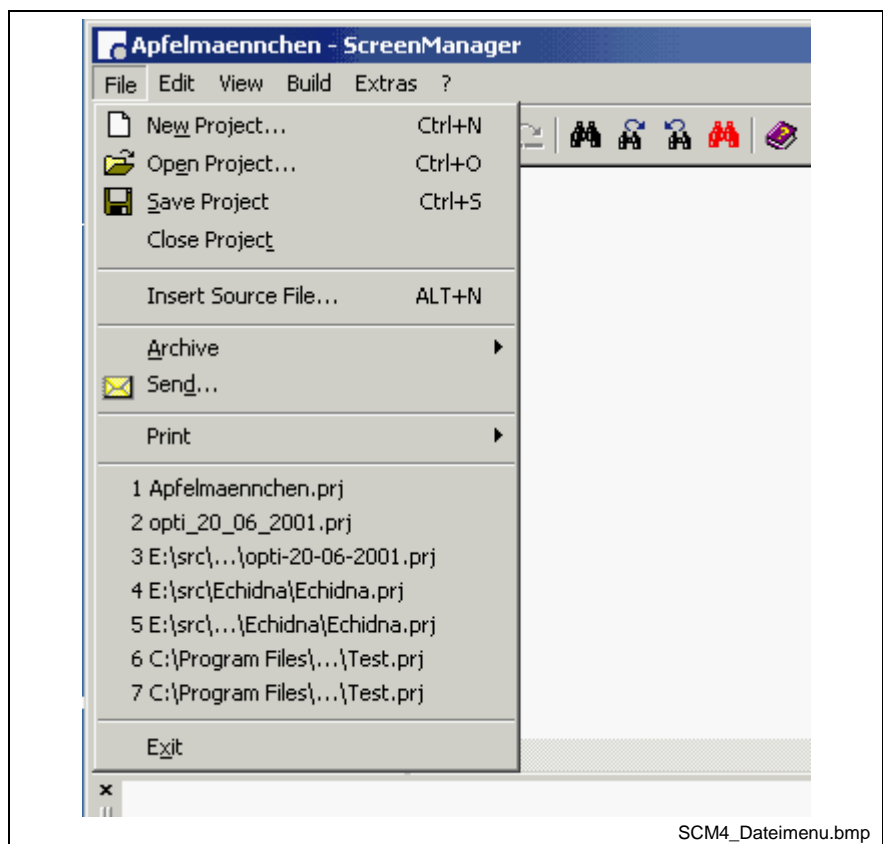 Apfelmaennchen - ScreenManager
File Edit View Build Extras ?
New Project... Ctrl+N
Open Project... Ctrl+O
Save Project Ctrl+S
Close Project
Insert Source File... ALT+N
Archive
Send...
Print
1 Apfelmaennchen.prj
2 opti_20_06_2001.prj
3 E:\src\...\opti-20-06-2001.prj
4 E:\src\Echidna\Echidna.prj
5 E:\src\...\Echidna\Echidna.prj
6 C:\Program Files\...\Test.prj
7 C:\Program Files\...\Test.prj
Exit
SCM4_Dateimenu.bmp